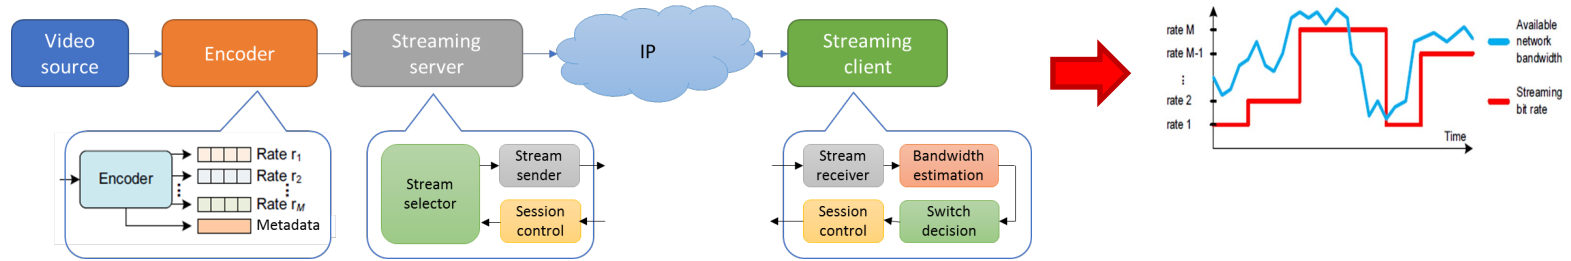 Video
source
Encoder
Streaming
server
IP
Streaming
client
Encoder
Rate r1
Rate r2
Rate rM
Metadata
Stream
selector
Stream
sender
Session
control
Stream
receiver
Bandwidth
estimation
Session
control
Switch
decision
rate M
rate M-1
rate 2
rate 1
Time
Available
network
bandwidth
Streaming
bit rate